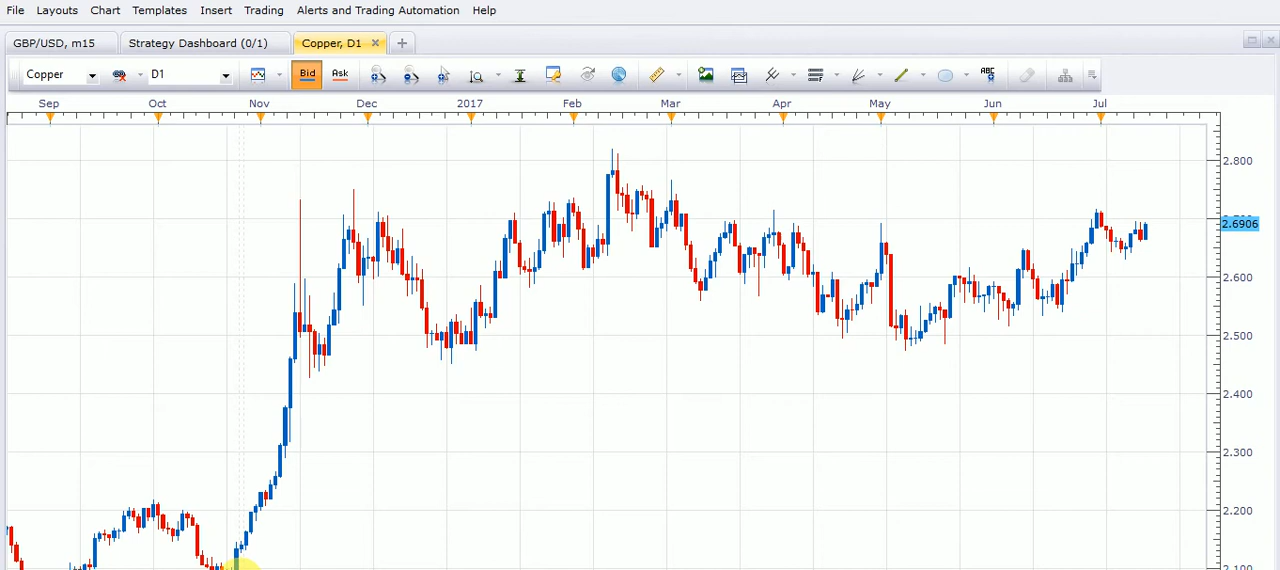 File Layouts Chart Templates Insert Trading Alerts and Trading Automation Help
GBP/USD, m15 Strategy Dashboard (0/1) Copper, D1
Copper D1 Bid Ask ABC
Sep Oct Nov Dec 2017 Feb Mar Apr May Jun Jul
2.800
2.6906
2.600
2.500
2.400
2.300
2.200
2.100